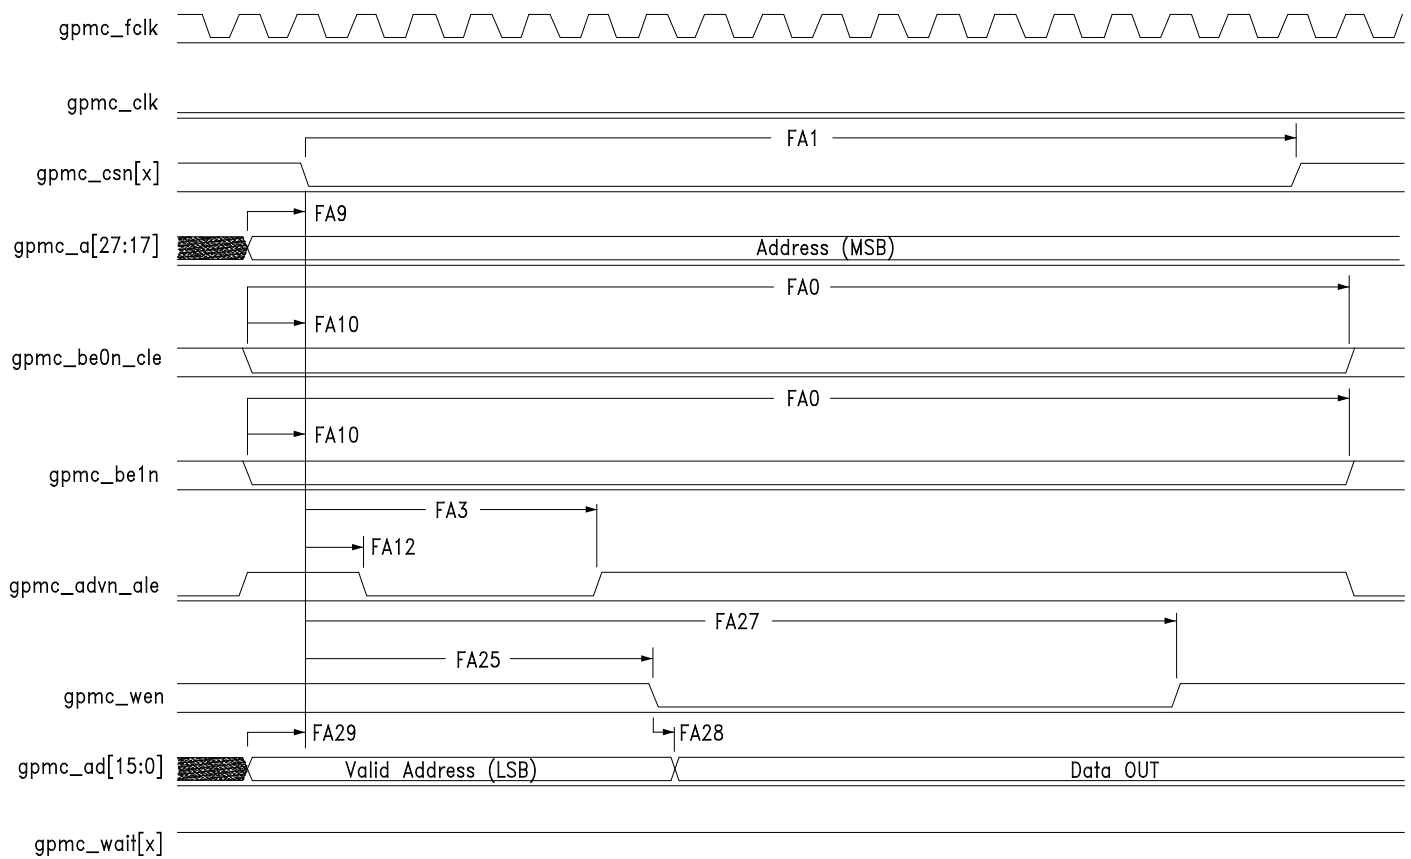 gpmc_fclk
gpmc_clk
FA1
gpmc_csn[x]
FA9
gpmc_a[27:17]
Address (MSB)
FA0
FA10
gpmc_be0n_cle
FA0
FA10
gpmc_be1n
FA3
FA12
gpmc_advn_ale
FA27
FA25
gpmc_wen
FA29
FA28
gpmc_ad[15:0]
Valid Address (LSB)
Data OUT
gpmc_wait[x]